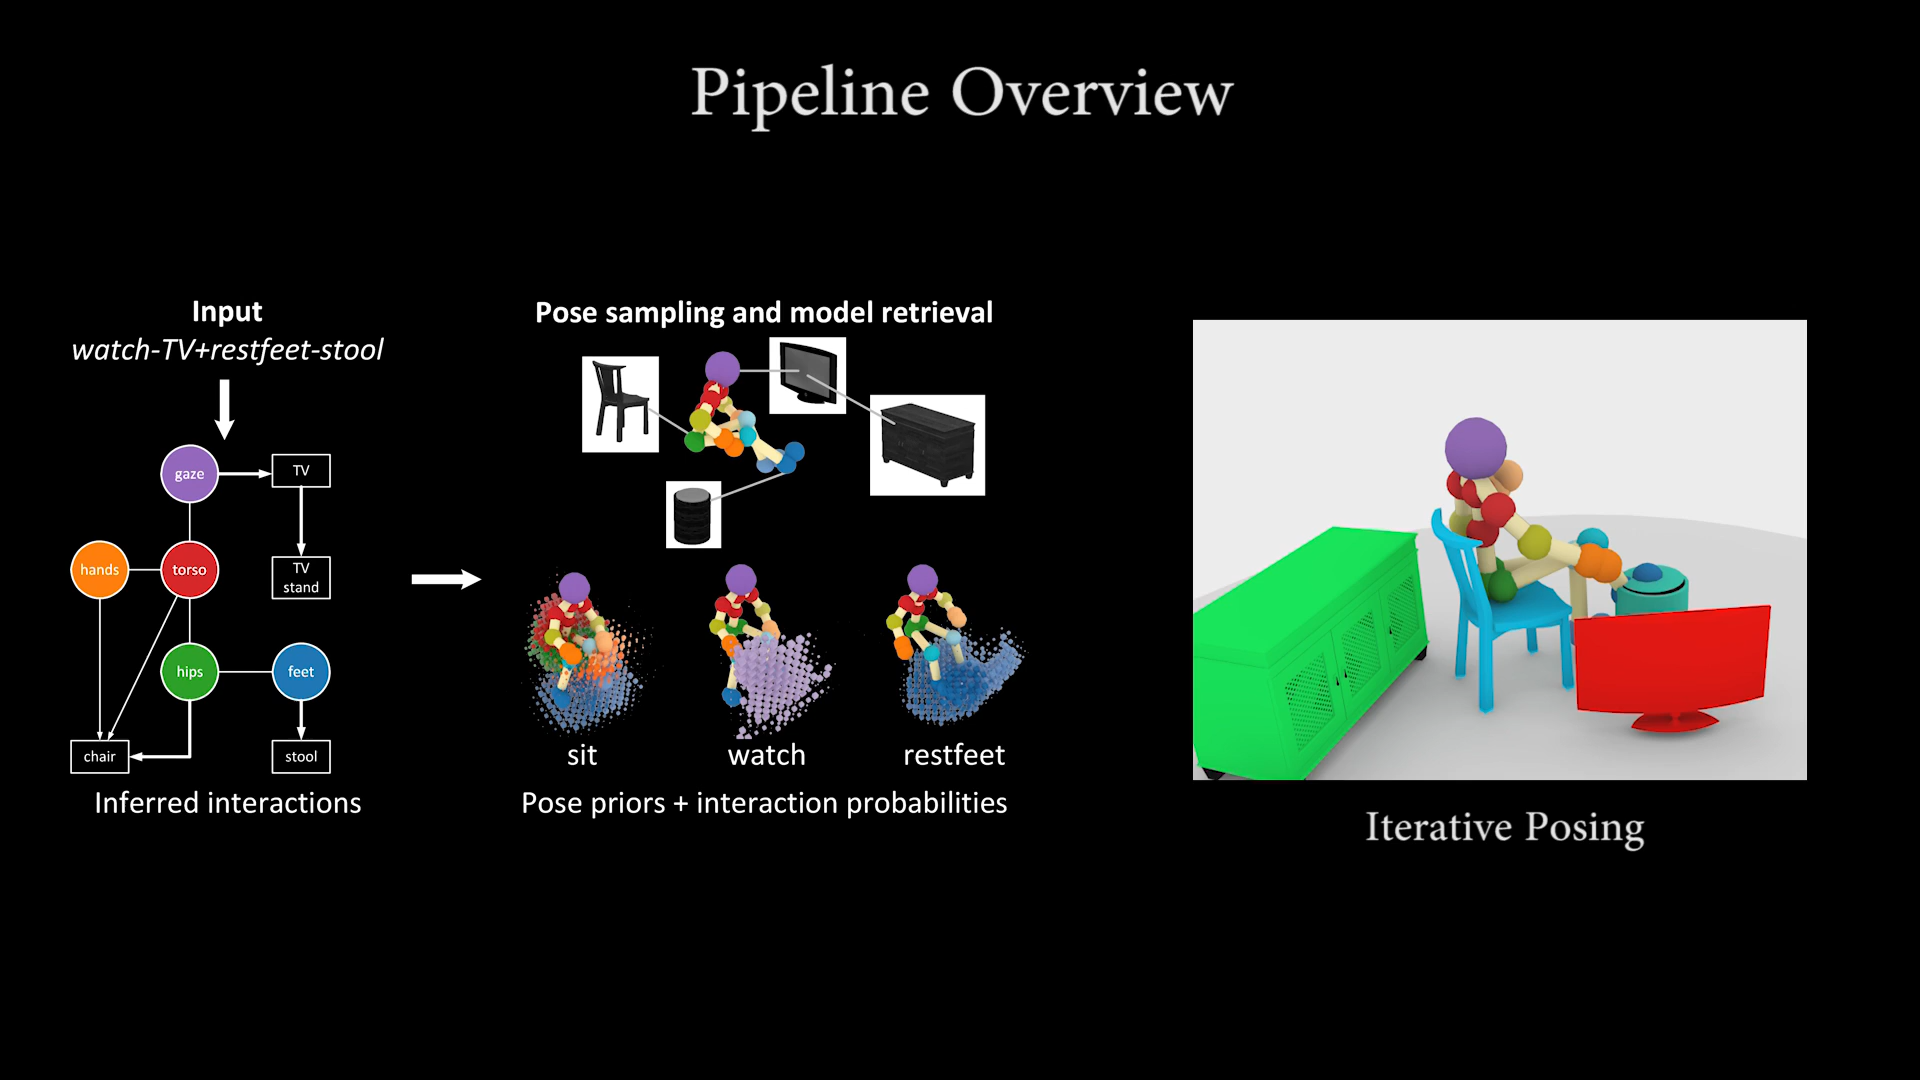 Pipeline Overview
Input
watch-TV+restfeet-stool
gaze
TV
hands
torso
TV
stand
hips
feet
chair
stool
Inferred interactions
Pose sampling and model retrieval
sit
watch
restfeet
Pose priors + interaction probabilities
Iterative Posing